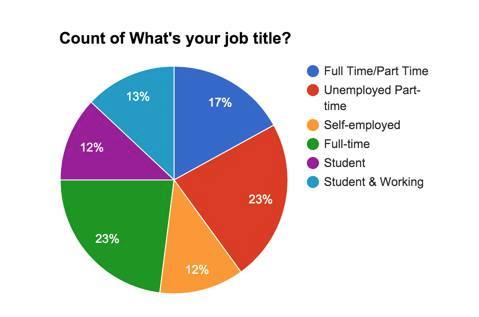 Count of What's your job title?
13%
17%
12%
23%
23%
12%
Full Time/Part Time
Unemployed Part-
time
Self-employed
Full-time
Student
Student & Working